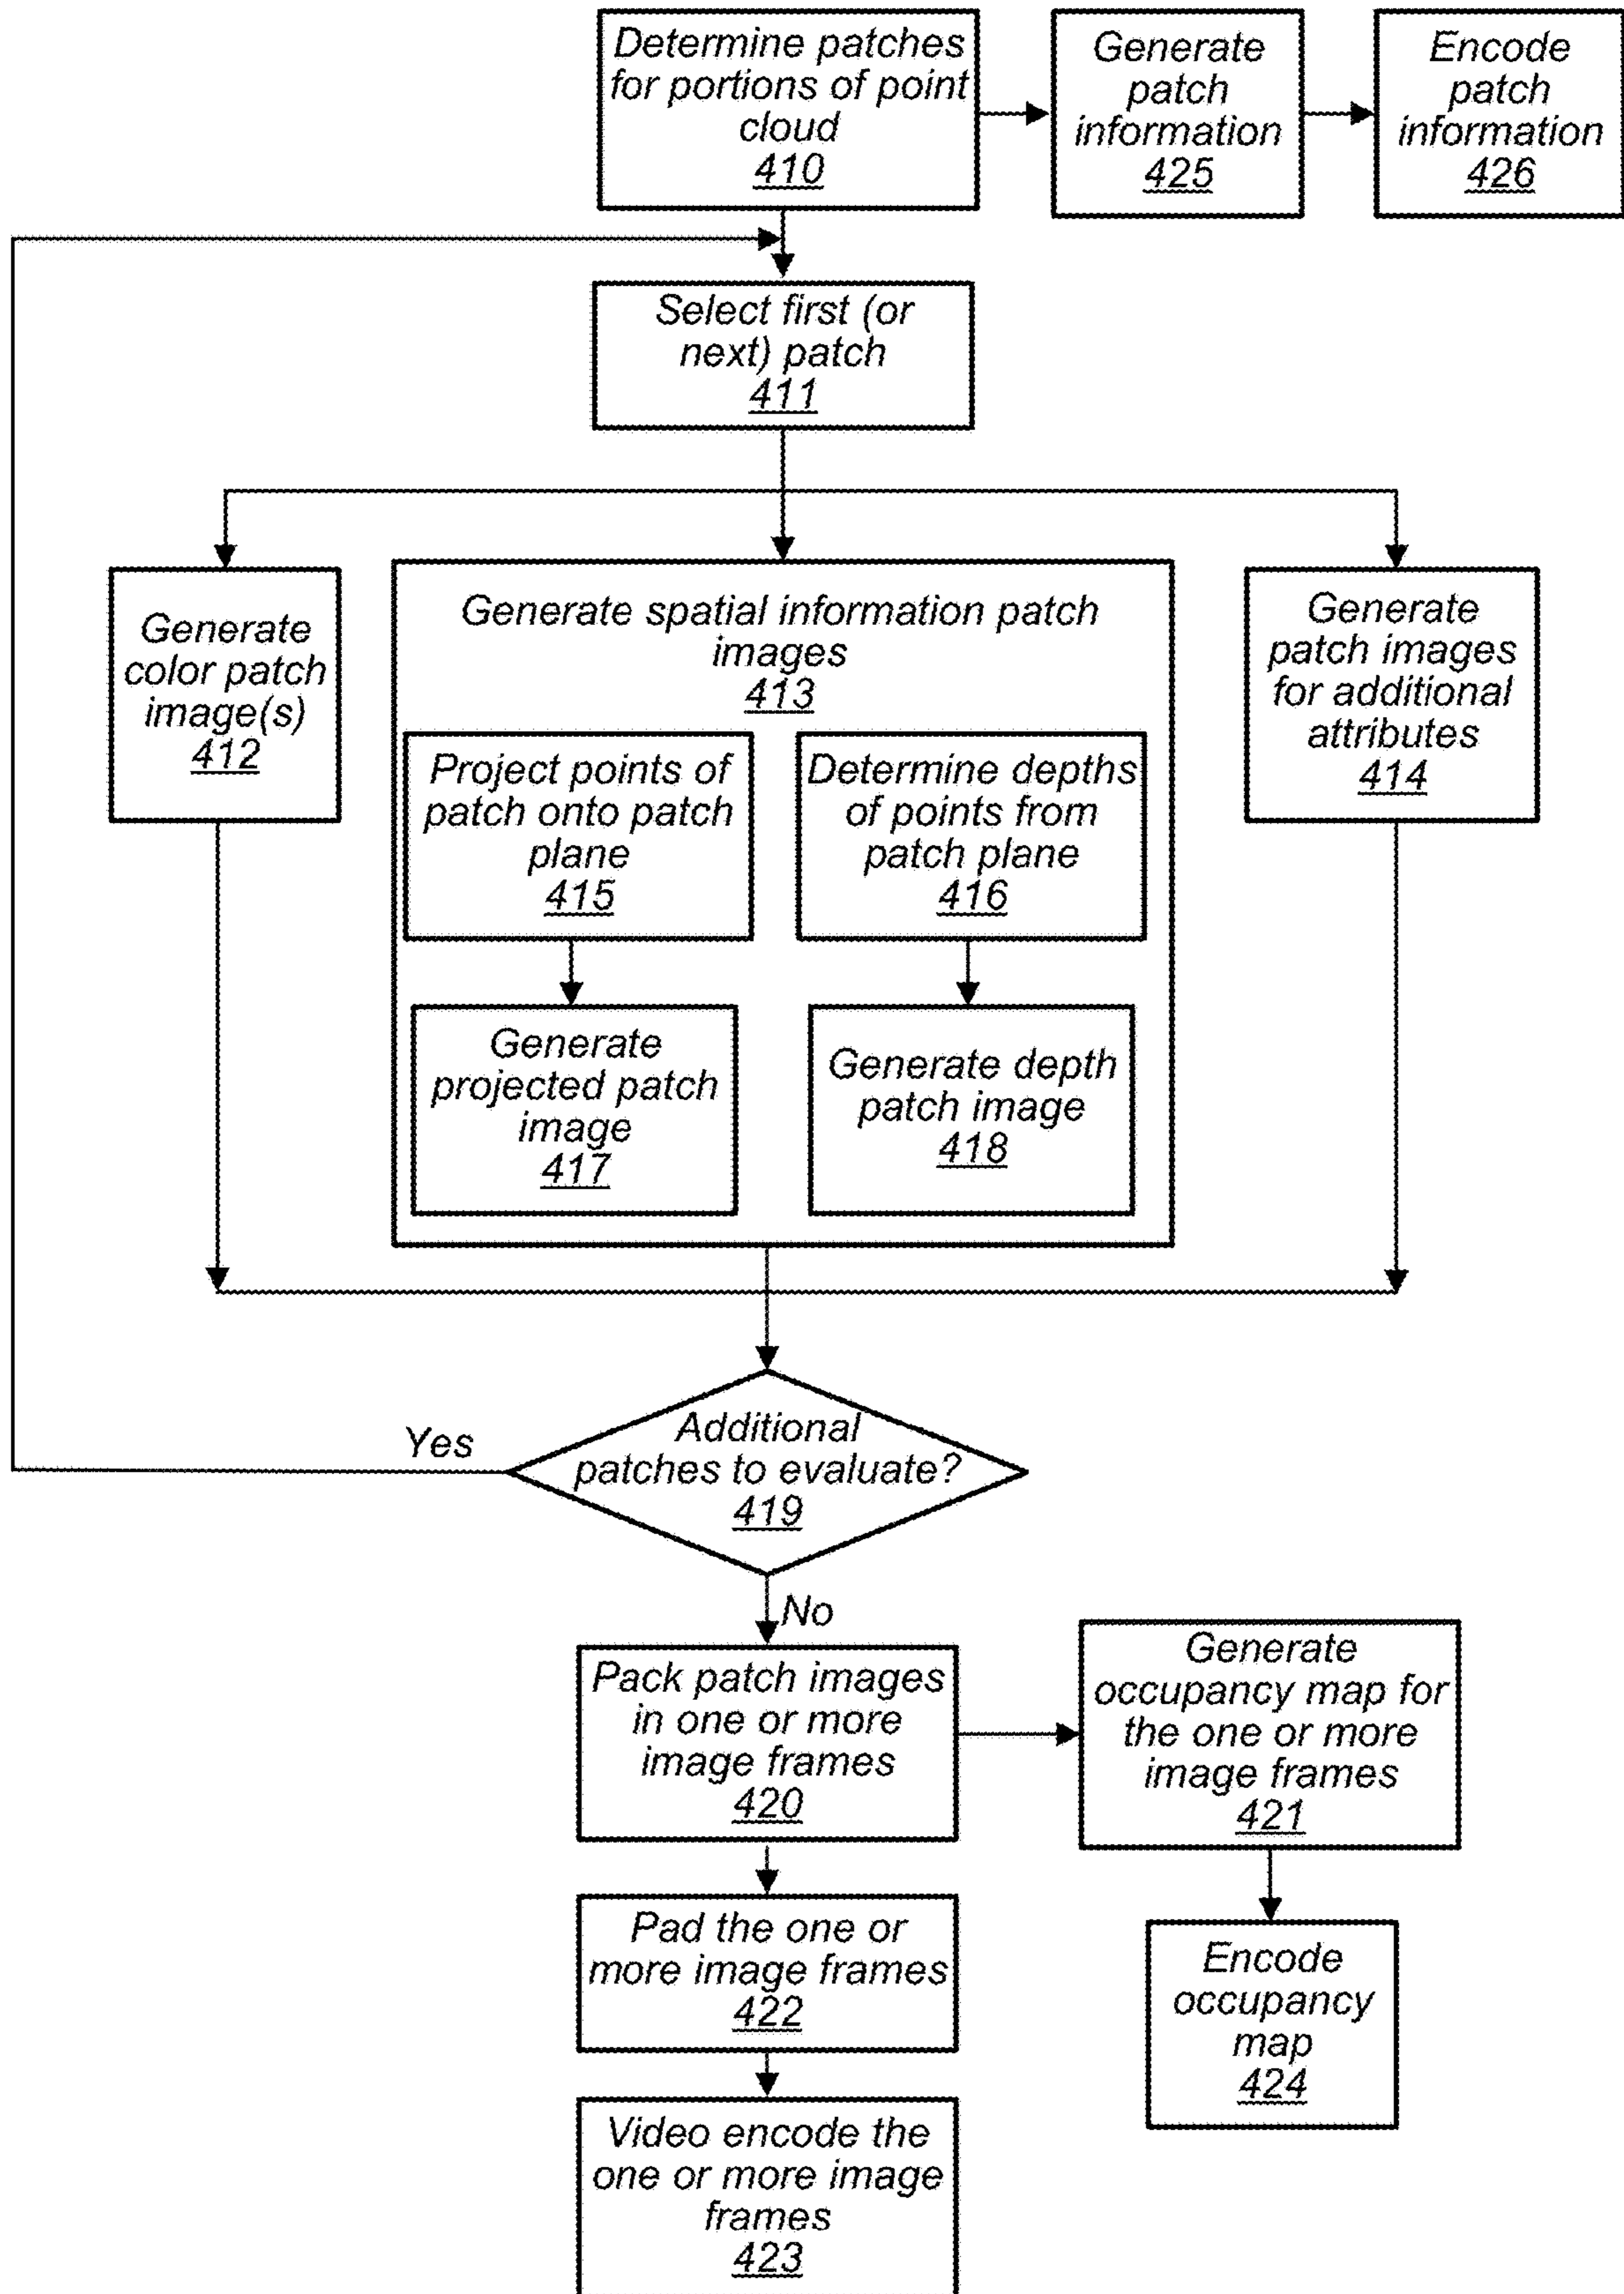 Determine patches
for portions of point
cloud
410
Generate
patch
information
425
Encode
patch
information
426
Select first (or
next) patch
411
Generate
color patch
image(s)
412
Generate spatial information patch
images
413
Project points of
patch onto patch
plane
415
Determine depths
of points from
patch plane
416
Generate
projected patch
image
417
Generate depth
patch image
418
Generate
patch images
for additional
attributes
414
Additional
patches to evaluate?
419
Yes
No
Pack patch images
in one or more
image frames
420
Generate
occupancy map for
the one or more
image frames
421
Pad the one or
more image frames
422
Encode
occupancy
map
424
Video encode the
one or more image
frames
423